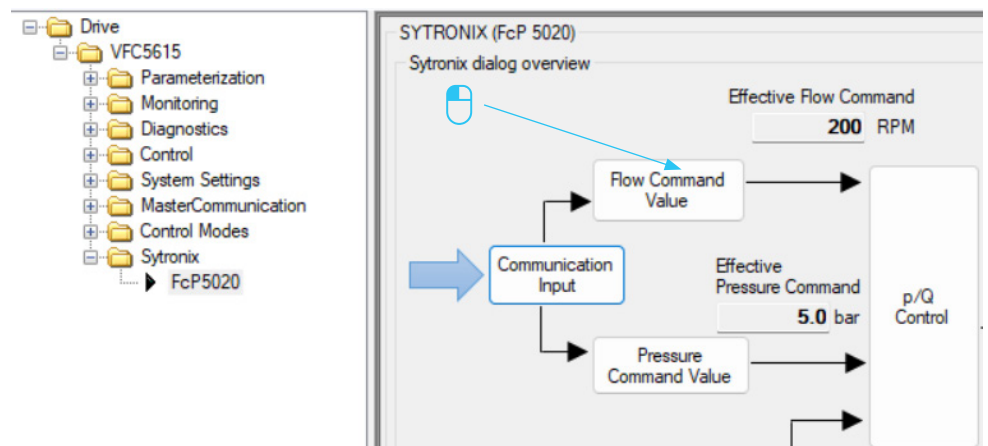 Drive
VFC5615
Parameterization
Monitoring
Diagnostics
Control
System Settings
MasterCommunication
Control Modes
Sytronix
FcP5020
SYTRONIX (FcP 5020)
Sytronix dialog overview
Effective Flow Command
200 RPM
Flow Command
Value
Communication
Input
Effective
Pressure Command
5.0 bar
p/Q
Control
Pressure
Command Value